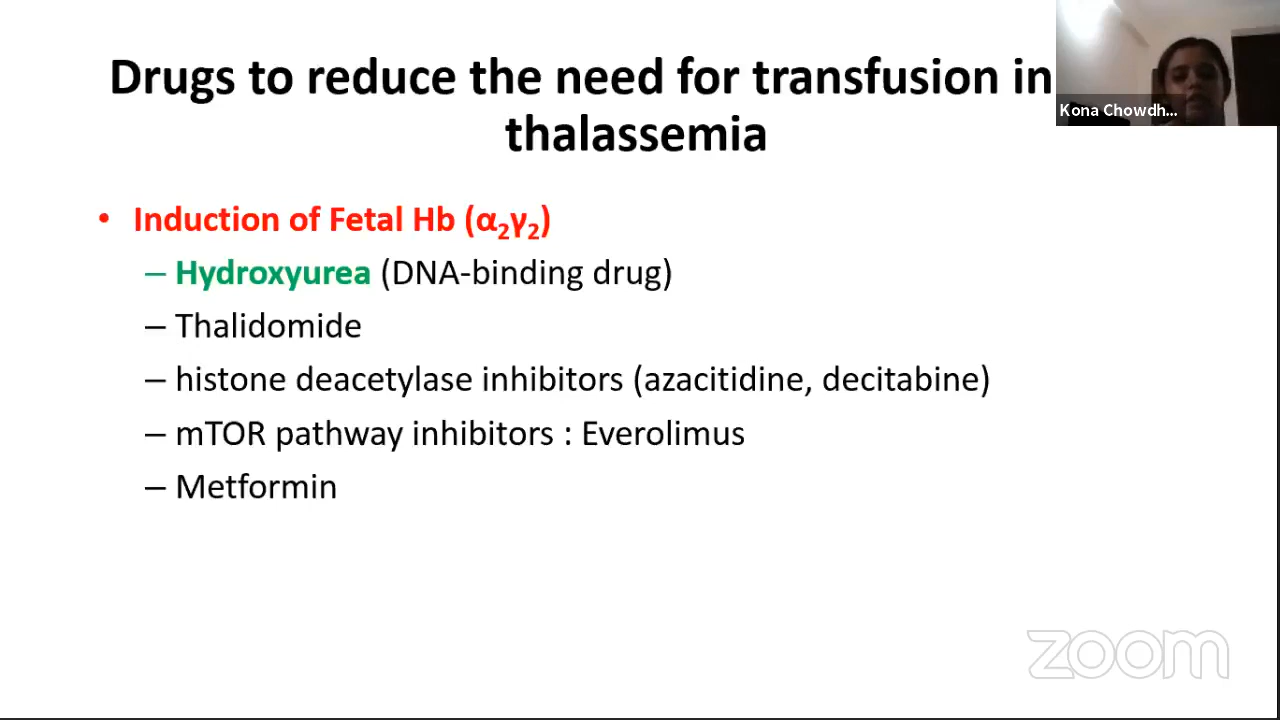 Drugs to reduce the need for transfusion in
thalassemia
Kona Chowdh...
• Induction of Fetal Hb (α₂γ₂)
– Hydroxyurea (DNA-binding drug)
– Thalidomide
– histone deacetylase inhibitors (azacitidine, decitabine)
– mTOR pathway inhibitors : Everolimus
– Metformin
zoom